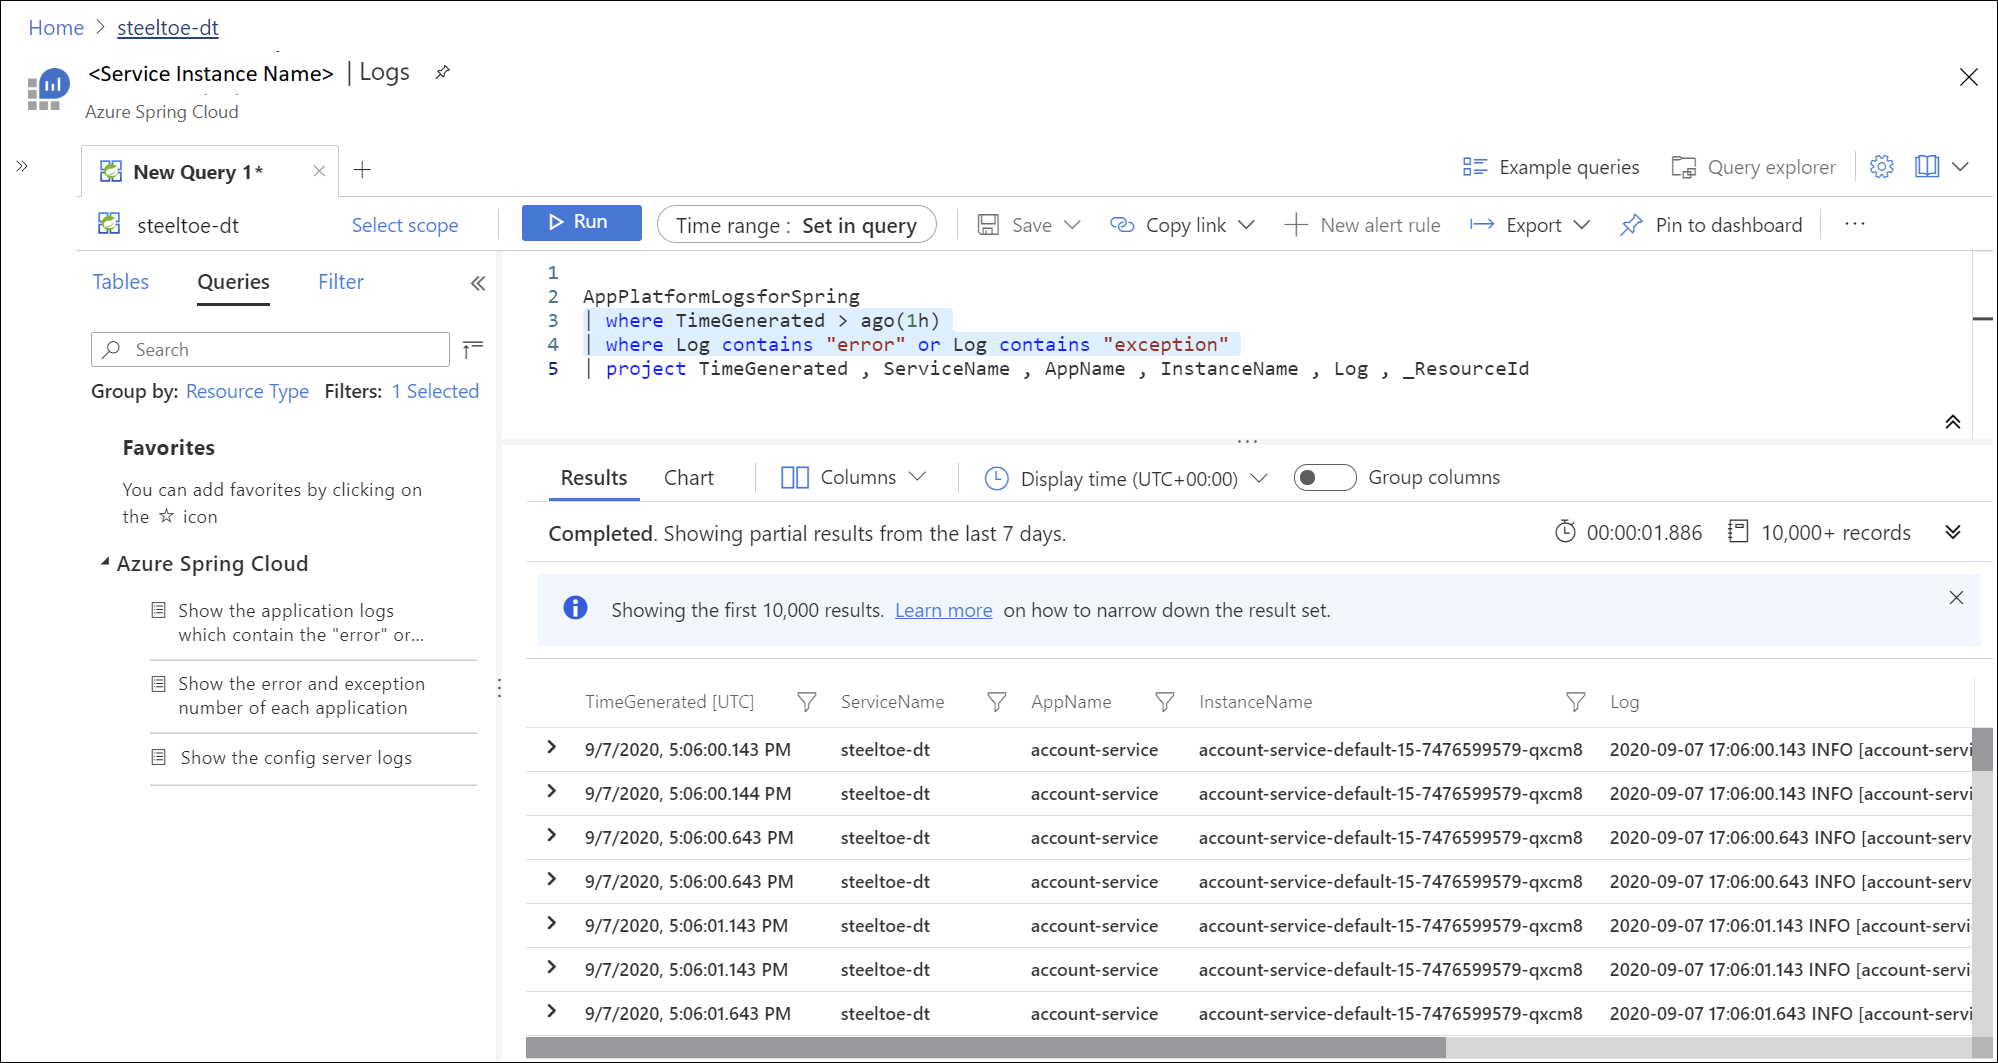 Home > steeltoe-dt
<Service Instance Name> | Logs
Azure Spring Cloud
New Query 1*
Example queries
Query explorer
steeltoe-dt
Select scope
Run
Time range : Set in query
Save
Copy link
New alert rule
Export
Pin to dashboard
Tables
Queries
Filter
Search
Group by: Resource Type Filters: 1 Selected
Favorites
You can add favorites by clicking on
the ☆ icon
Azure Spring Cloud
Show the application logs
which contain the "error" or...
Show the error and exception
number of each application
Show the config server logs
1
2 AppPlatformLogsforSpring
3 | where TimeGenerated > ago(1h)
4 | where Log contains "error" or Log contains "exception"
5 | project TimeGenerated , ServiceName , AppName , InstanceName , Log , _ResourceId
Results
Chart
Columns
Display time (UTC+00:00)
Group columns
Completed. Showing partial results from the last 7 days.
00:00:01.886
10,000+ records
Showing the first 10,000 results. Learn more on how to narrow down the result set.
TimeGenerated [UTC] ServiceName AppName InstanceName Log
9/7/2020, 5:06:00.143 PM steeltoe-dt account-service account-service-default-15-7476599579-qxcm8 2020-09-07 17:06:00.143 INFO [account-servi
9/7/2020, 5:06:00.144 PM steeltoe-dt account-service account-service-default-15-7476599579-qxcm8 2020-09-07 17:06:00.143 INFO [account-servi
9/7/2020, 5:06:00.643 PM steeltoe-dt account-service account-service-default-15-7476599579-qxcm8 2020-09-07 17:06:00.643 INFO [account-serv
9/7/2020, 5:06:00.643 PM steeltoe-dt account-service account-service-default-15-7476599579-qxcm8 2020-09-07 17:06:00.643 INFO [account-serv
9/7/2020, 5:06:01.143 PM steeltoe-dt account-service account-service-default-15-7476599579-qxcm8 2020-09-07 17:06:01.143 INFO [account-servi
9/7/2020, 5:06:01.143 PM steeltoe-dt account-service account-service-default-15-7476599579-qxcm8 2020-09-07 17:06:01.143 INFO [account-servi
9/7/2020, 5:06:01.643 PM steeltoe-dt account-service account-service-default-15-7476599579-qxcm8 2020-09-07 17:06:01.643 INFO [account-servi